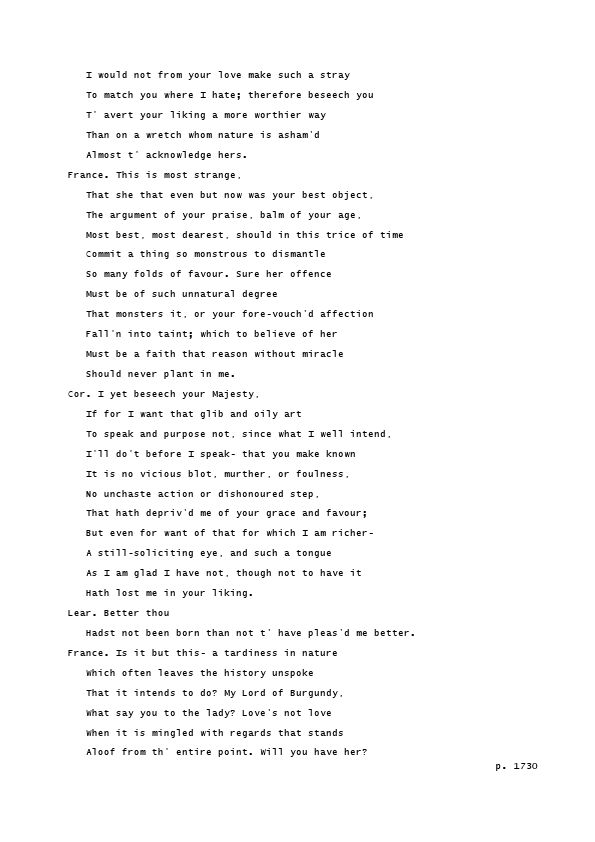 I would not from your love make such a stray
To match you where I hate; therefore beseech you
T' avert your liking a more worthier way
Than on a wretch whom nature is asham'd
Almost t' acknowledge hers.
France. This is most strange,
That she that even but now was your best object,
The argument of your praise, balm of your age,
Most best, most dearest, should in this trice of time
Commit a thing so monstrous to dismantle
So many folds of favour. Sure her offence
Must be of such unnatural degree
That monsters it, or your fore-vouch'd affection
Fall'n into taint; which to believe of her
Must be a faith that reason without miracle
Should never plant in me.
Cor. I yet beseech your Majesty,
If for I want that glib and oily art
To speak and purpose not, since what I well intend,
I'll do't before I speak- that you make known
It is no vicious blot, murther, or foulness,
No unchaste action or dishonoured step,
That hath depriv'd me of your grace and favour;
But even for want of that for which I am richer-
A still-soliciting eye, and such a tongue
As I am glad I have not, though not to have it
Hath lost me in your liking.
Lear. Better thou
Hadst not been born than not t' have pleas'd me better.
France. Is it but this- a tardiness in nature
Which often leaves the history unspoke
That it intends to do? My Lord of Burgundy,
What say you to the lady? Love's not love
When it is mingled with regards that stands
Aloof from th' entire point. Will you have her?
p. 1730